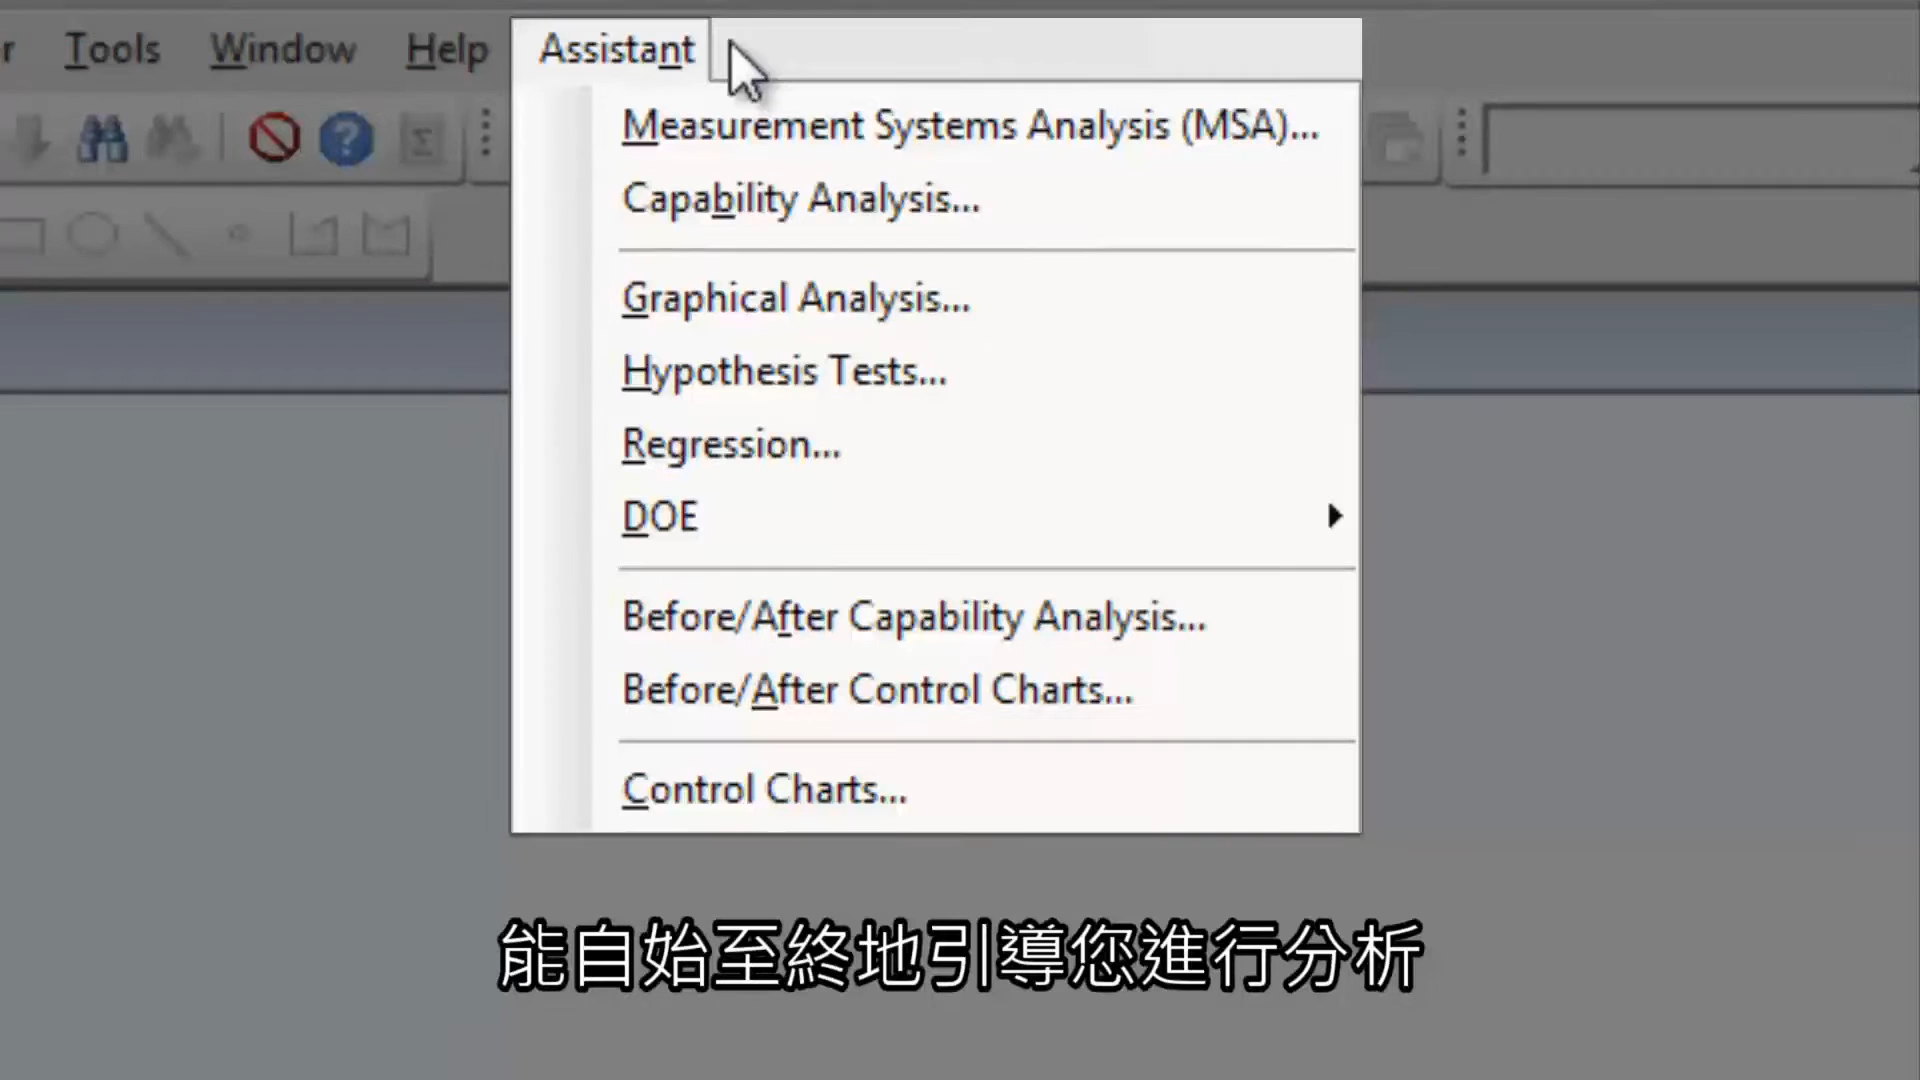 r Tools Window Help Assistant
Measurement Systems Analysis (MSA)...
Capability Analysis...
Graphical Analysis...
Hypothesis Tests...
Regression...
DOE
Before/After Capability Analysis...
Before/After Control Charts...
Control Charts...
能自始至終地引導您進行分析